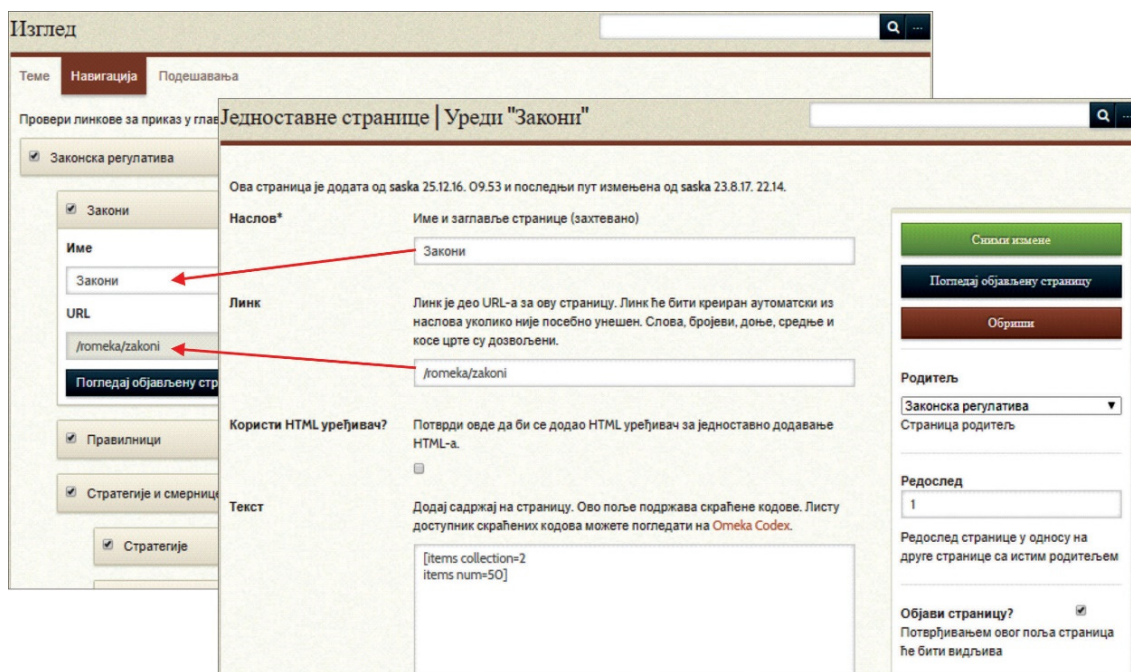 Изглед
...
Теме Навигација Подешавања
Провери линкове за приказ у глав
Законска регулатива
Закони
Име
Закони
URL
/romeka/zakoni
Погледај објављену стр
Правилници
Стратегије и смернице
Стратегије
Једноставне странице | Уреди "Закони"
Ова страница је додата од saska 25.12.16. 09.53 и последњи пут измењена од saska 23.8.17. 22.14.
Наслов*
Име и заглавље странице (захтевано)
Закони
Линк
Линк је део URL-а за ову страницу. Линк ће бити креиран аутоматски из
наслова уколико није посебно унешен. Слова, бројеви, доње, средње и
косе црте су дозвољени.
/romeka/zakoni
Користи HTML уређивач?
Потврди овде да би се додао HTML уређивач за једноставно додавање
HTML-а.
Текст
Додај садржај на страницу. Ово поље подржава скраћене кодове. Листу
доступник скраћених кодова можете погледати на Omeka Codex.
[items collection=2
items num=50]
Сними измене
Погледај објављену страницу
Обриши
Родитељ
Законска регулатива
Страница родитељ
Редослед
1
Редослед странице у односу на
друге странице са истим родитељем
Објави страницу?
Потврђивањем овог поља страница
ће бити видљива